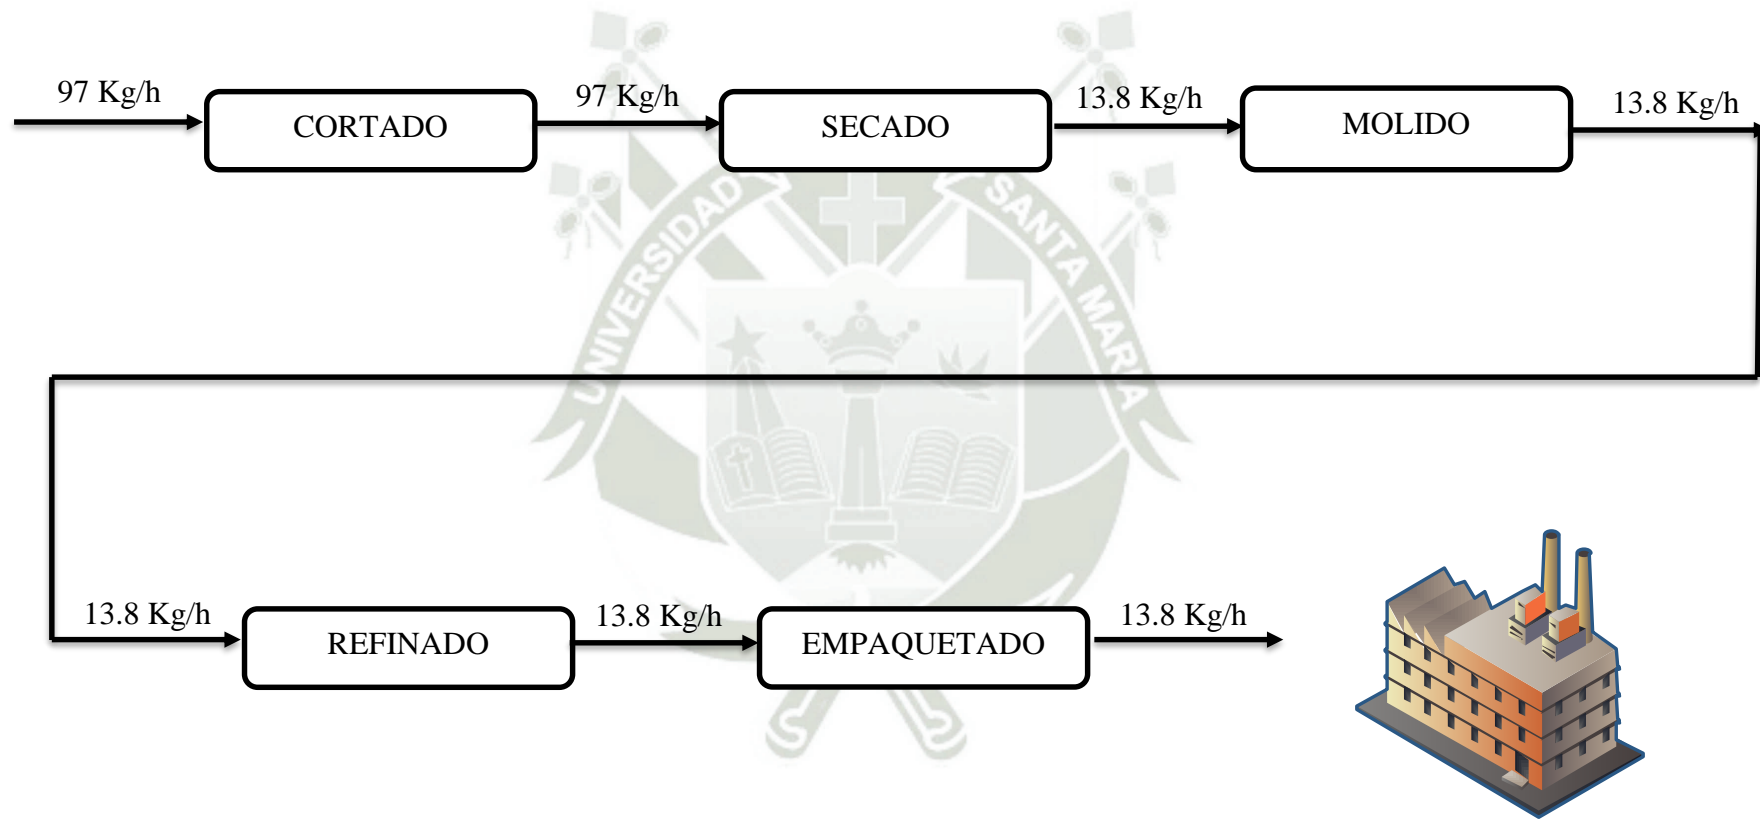 97 Kg/h
CORTADO
97 Kg/h
SECADO
13.8 Kg/h
MOLIDO
13.8 Kg/h
UNIVERSIDAD
SANTA MARIA
13.8 Kg/h
REFINADO
13.8 Kg/h
EMPAQUETADO
13.8 Kg/h